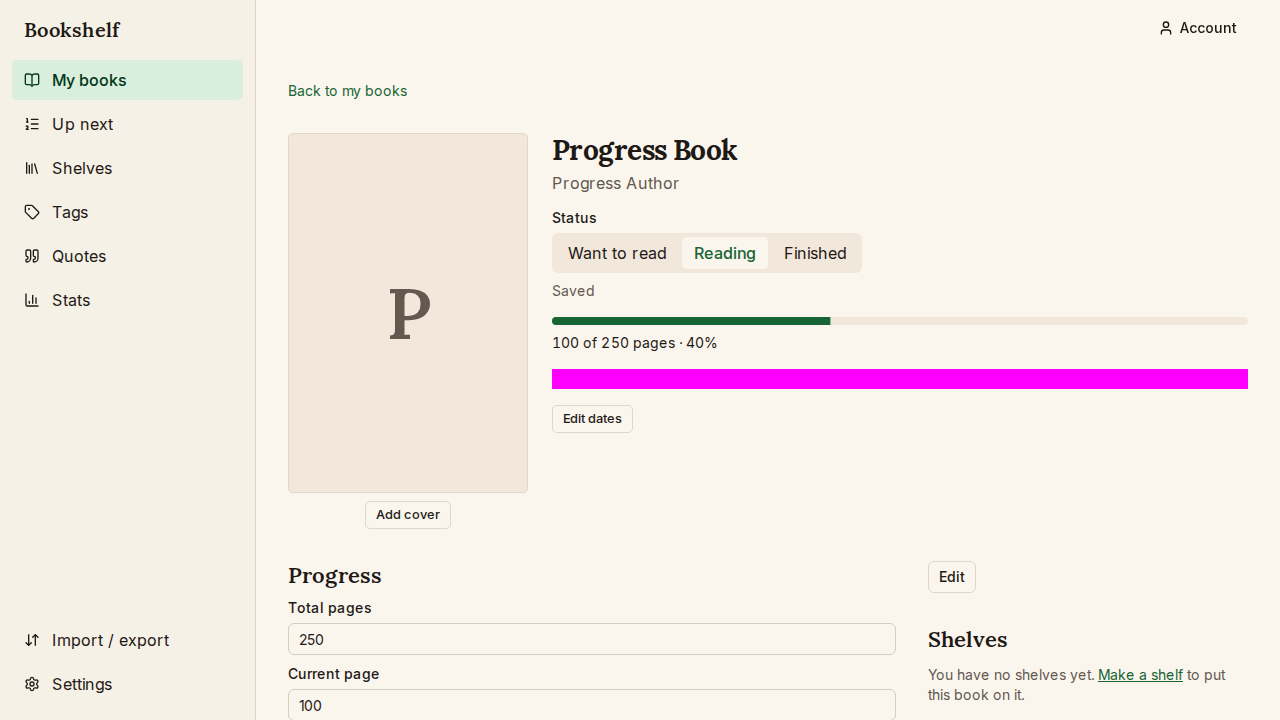 Bookshelf
My books
Up next
Shelves
Tags
Quotes
Stats
Import / export
Settings
Account
Back to my books
P
Add cover
Progress Book
Progress Author
Status
Want to read
Reading
Finished
Saved
100 of 250 pages · 40%
Edit dates
Progress
Total pages
250
Current page
100
Edit
Shelves
You have no shelves yet. Make a shelf to put
this book on it.